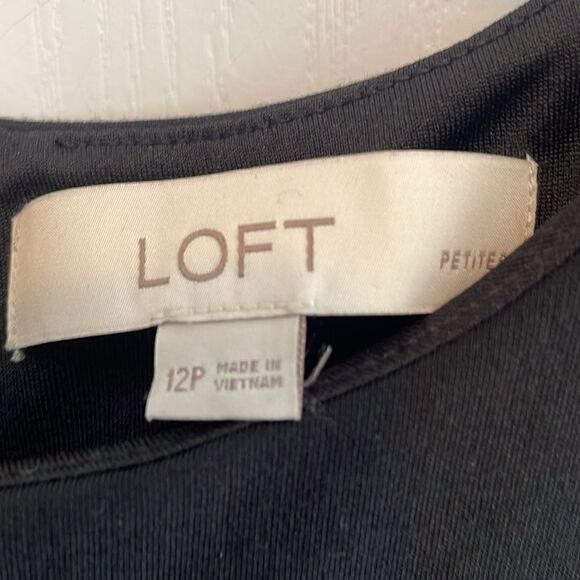 LOFT
PETITES
12P MADE IN
VIETNAM